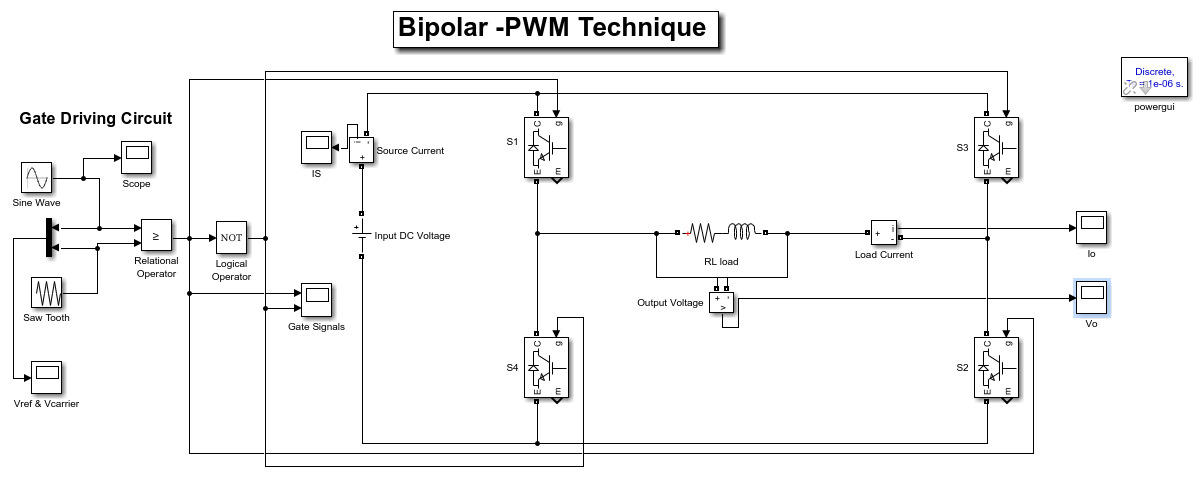 Bipolar -PWM Technique
Discrete,
1e-06 s.
powergui
Gate Driving Circuit
Scope
Sine Wave
≥
Relational
Operator
NOT
Logical
Operator
Saw Tooth
Gate Signals
Vref & Vcarrier
IS
i
-
+
Source Current
+
Input DC Voltage
S1
C
g
E
m
S3
C
g
E
m
+
RL load
+
i
-
Load Current
Io
Output Voltage
+
-
v
Vo
S4
C
g
E
m
S2
C
g
E
m